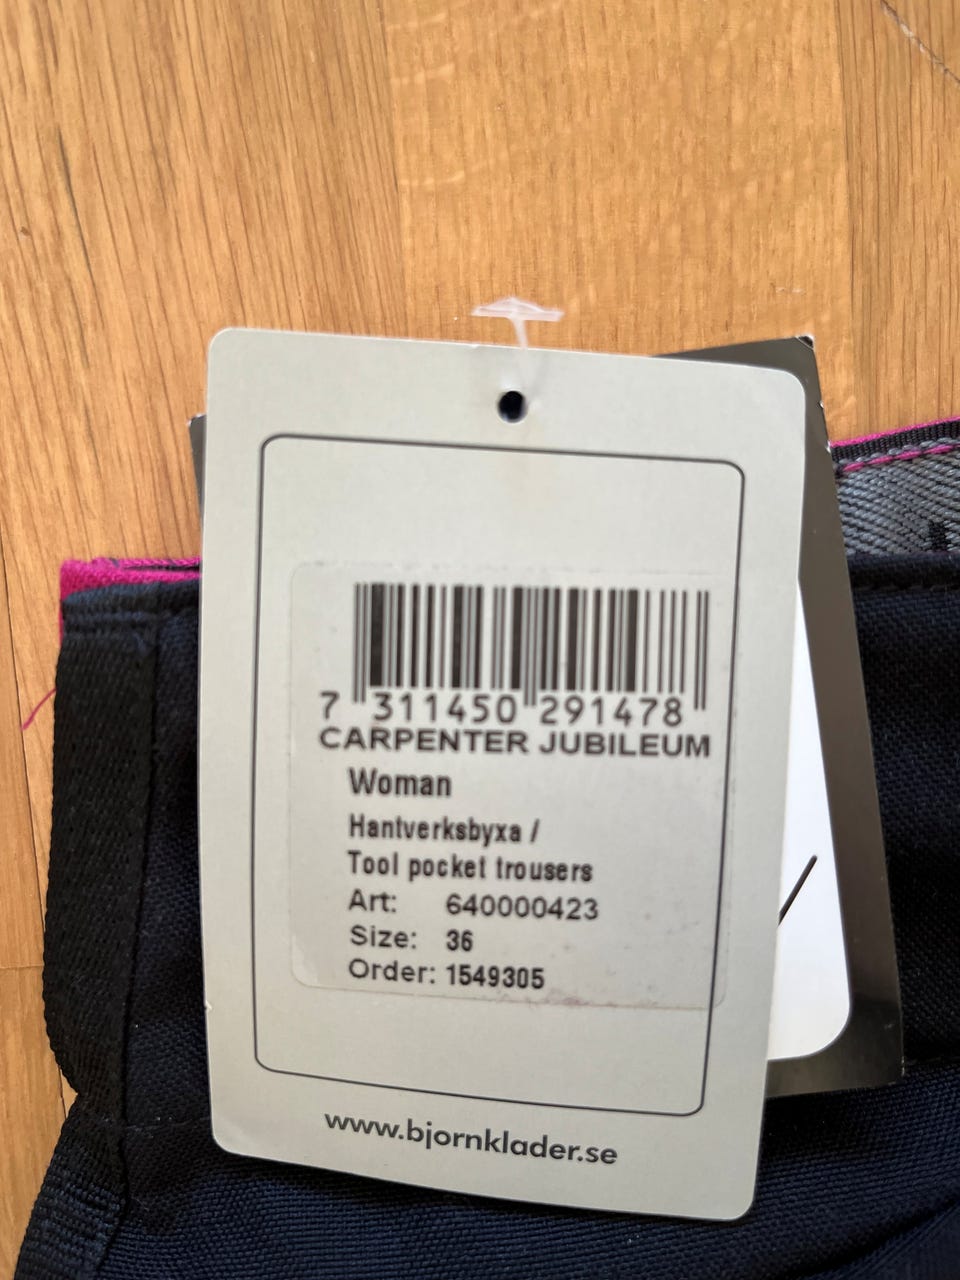 7 311450 291478
CARPENTER JUBILEUM
Woman
Hantverksbyxa /
Tool pocket trousers
Art: 640000423
Size: 36
Order: 1549305
www.bjornklader.se